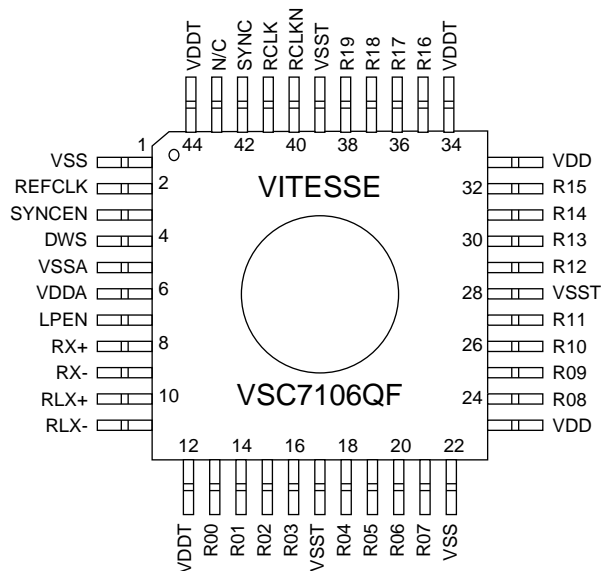 VDDT N/C SYNC RCLK RCLKN VSST R19 R18 R17 R16 VDDT
44 42 40 38 36 34
1
VSS
REFCLK 2
SYNCEN
DWS 4
VSSA
VDDA 6
LPEN
RX+ 8
RX-
RLX+ 10
RLX-
VITESSE
VSC7106QF
VDD
32 R15
R14
30 R13
R12
28 VSST
R11
26 R10
R09
24 R08
VDD
12 14 16 18 20 22
VDDT R00 R01 R02 R03 VSST R04 R05 R06 R07 VSS